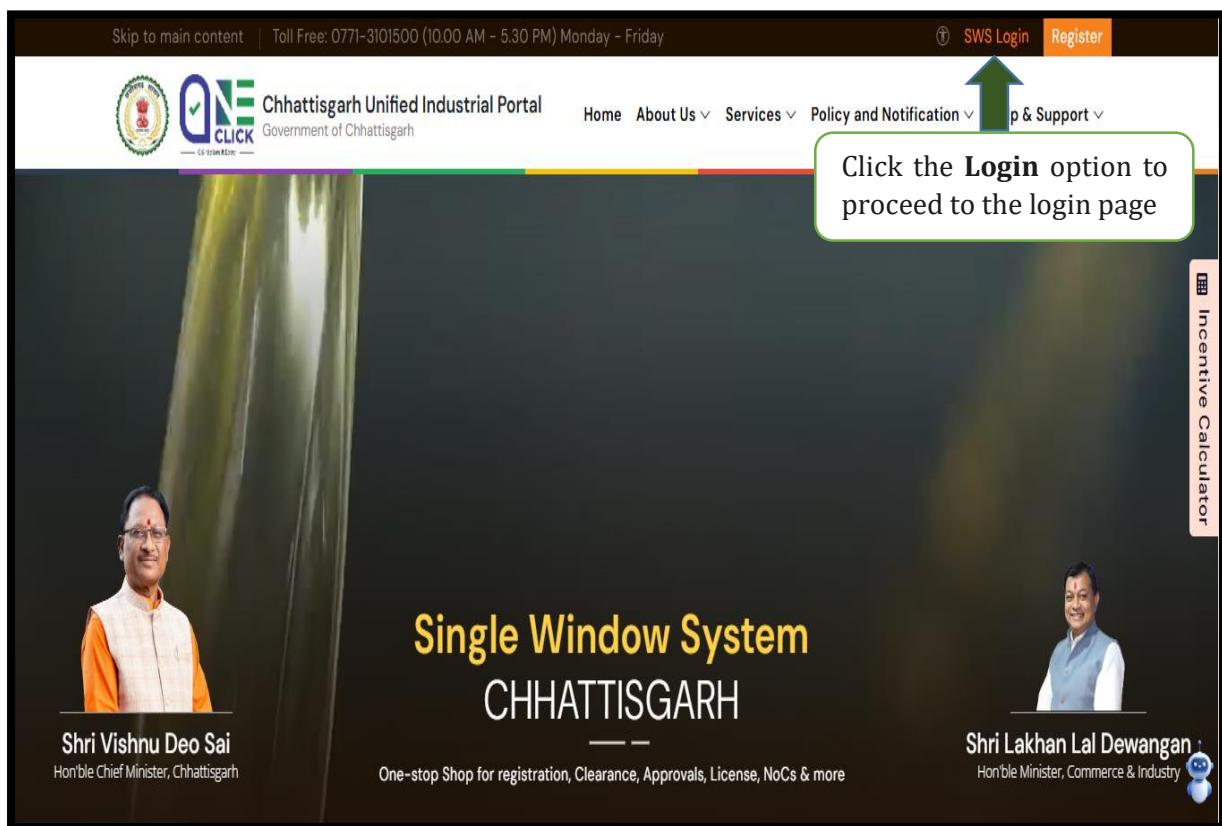 Skip to main content
Toll Free: 0771-3101500 (10.00 AM - 5.30 PM) Monday - Friday
SWS Login
Register
ONE
CLICK
Chhattisgarh Unified Industrial Portal
Government of Chhattisgarh
Home
About Us
Services
Policy and Notification
p & Support
Click the Login option to
proceed to the login page
Incentive Calculator
Single Window System
CHHATTISGARH
One-stop Shop for registration, Clearance, Approvals, License, NoCs & more
Shri Vishnu Deo Sai
Hon'ble Chief Minister, Chhattisgarh
Shri Lakhan Lal Dewangan
Hon'ble Minister, Commerce & Industry